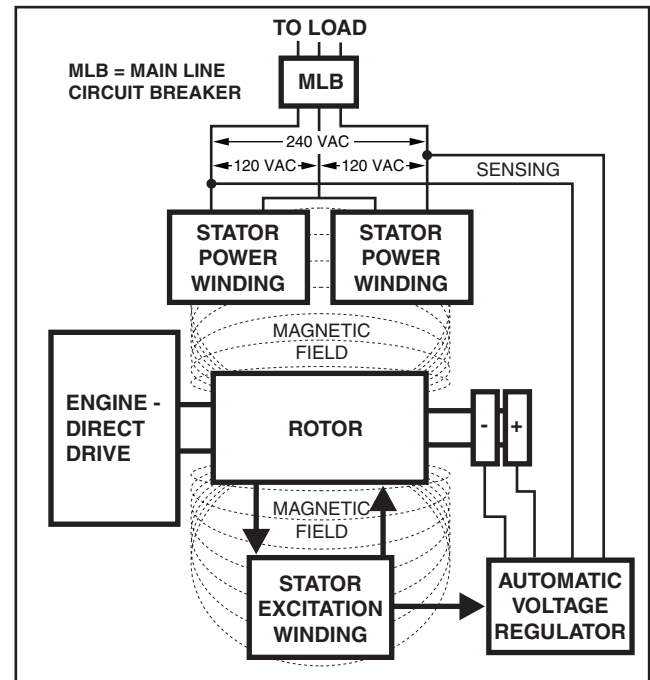 TO LOAD
MLB = MAIN LINE
CIRCUIT BREAKER
MLB
240 VAC
120 VAC
120 VAC
SENSING
STATOR
POWER
WINDING
STATOR
POWER
WINDING
MAGNETIC
FIELD
ENGINE -
DIRECT
DRIVE
ROTOR
-
+
MAGNETIC
FIELD
STATOR
EXCITATION
WINDING
AUTOMATIC
VOLTAGE
REGULATOR